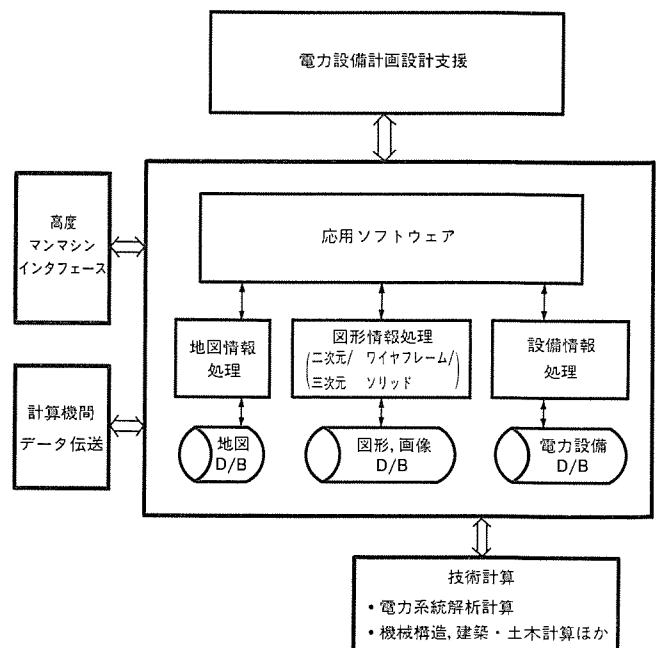 電力設備計画設計支援
高度
マンマシン
インタフェース
応用ソフトウェア
地図情報
処理
図形情報処理
(二次元/ ワイヤフレーム/
三次元 ソリッド)
設備情報
処理
計算機間
データ伝送
地図
D/B
図形,画像
D/B
電力設備
D/B
技術計算
• 電力系統解析計算
• 機械構造,建築・土木計算ほか